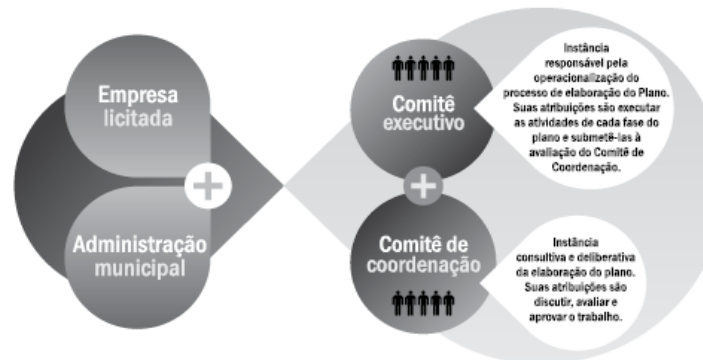 Empresa
licitada
+
Administração
municipal
Comitê
executivo
+
Comitê de
coordenação
Instância
responsável pela
operacionalização do
processo de elaboração do Plano.
Suas atribuições são executar
as atividades de cada fase do
plano e submetê-las à
avaliação do Comitê de
Coordenação.
Instância
consultiva e deliberativa
da elaboração do plano.
Suas atribuições são
discutir, avaliar e
aprovar o trabalho.